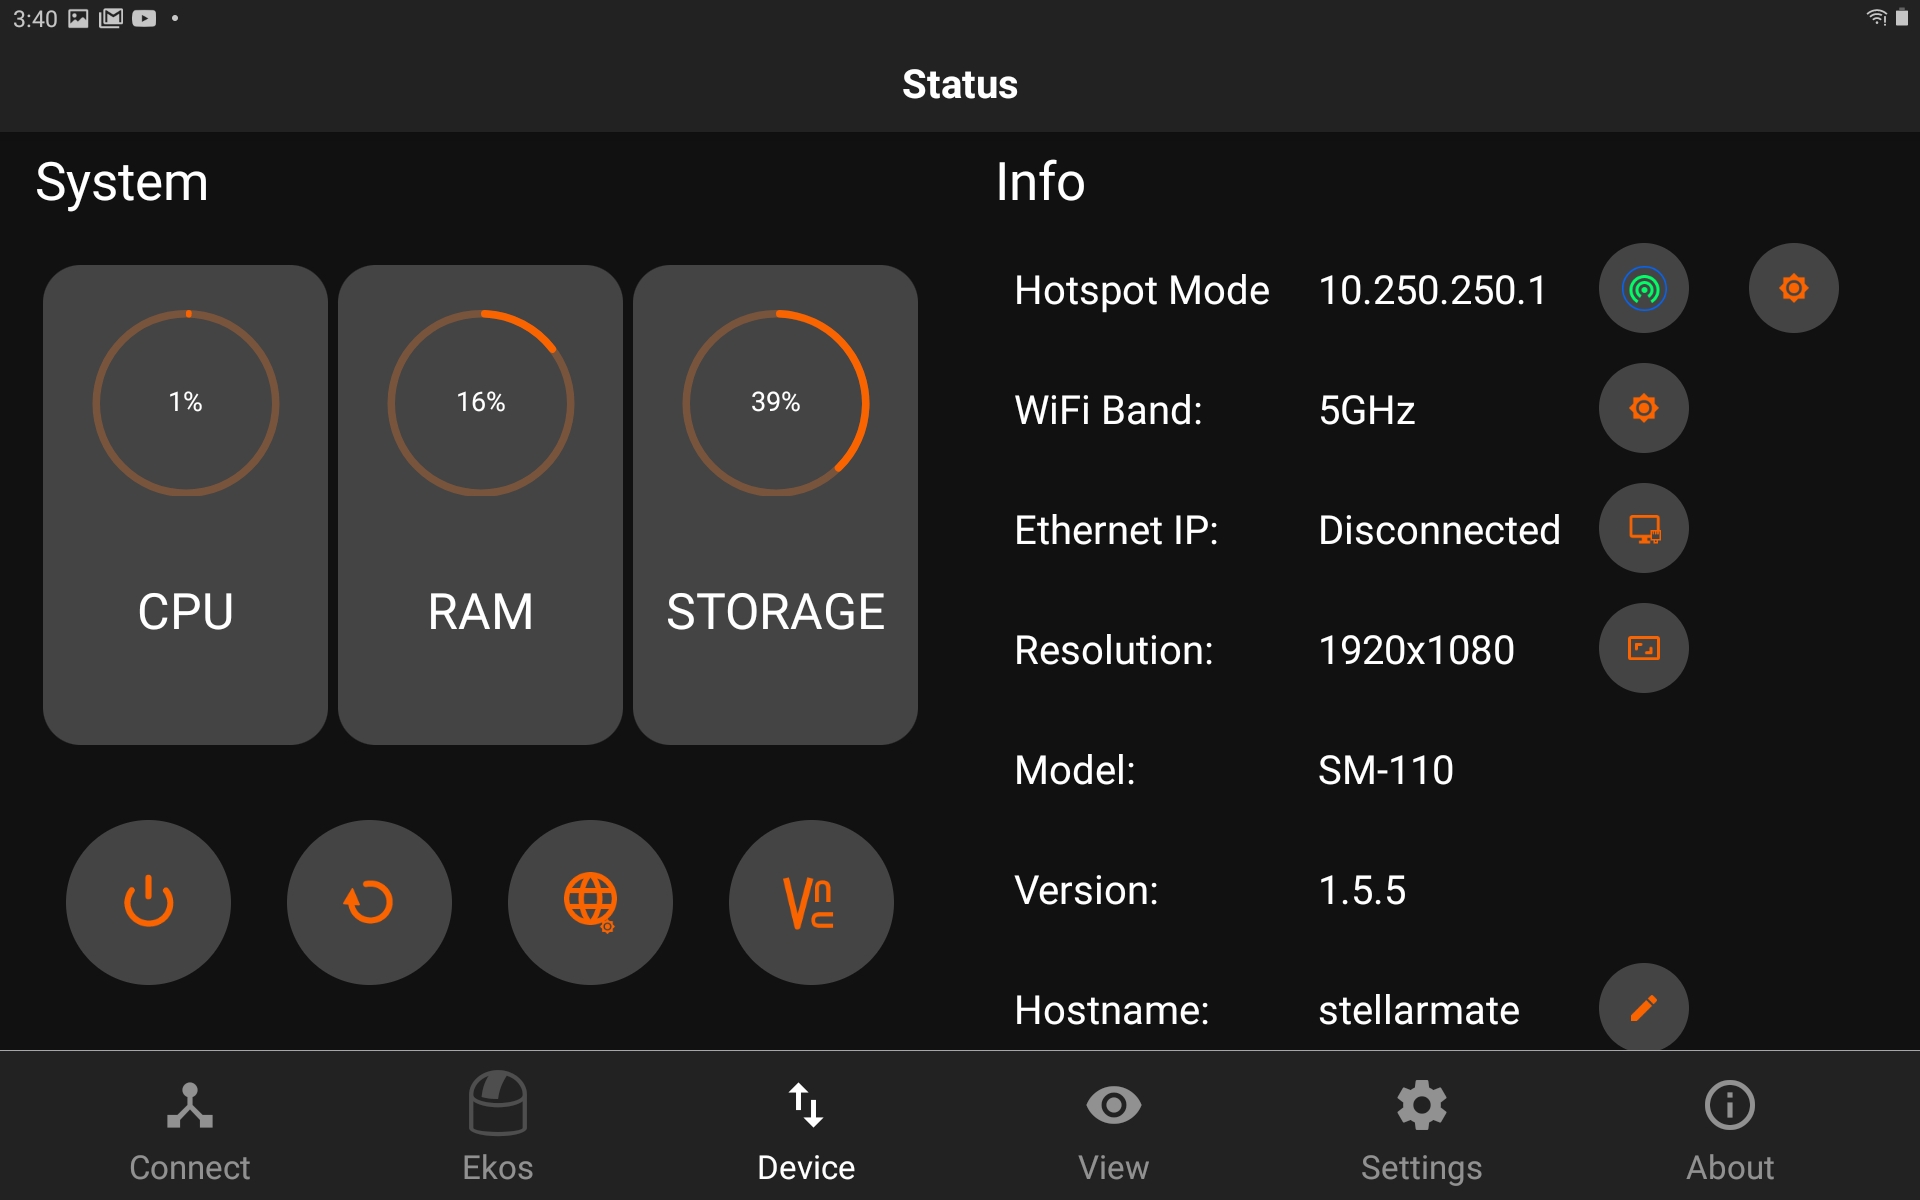 3:40
Status
System
1%
CPU
16%
RAM
39%
STORAGE
Info
Hotspot Mode 10.250.250.1
WiFi Band: 5GHz
Ethernet IP: Disconnected
Resolution: 1920x1080
Model: SM-110
Version: 1.5.5
Hostname: stellarmate
Connect
Ekos
Device
View
Settings
About